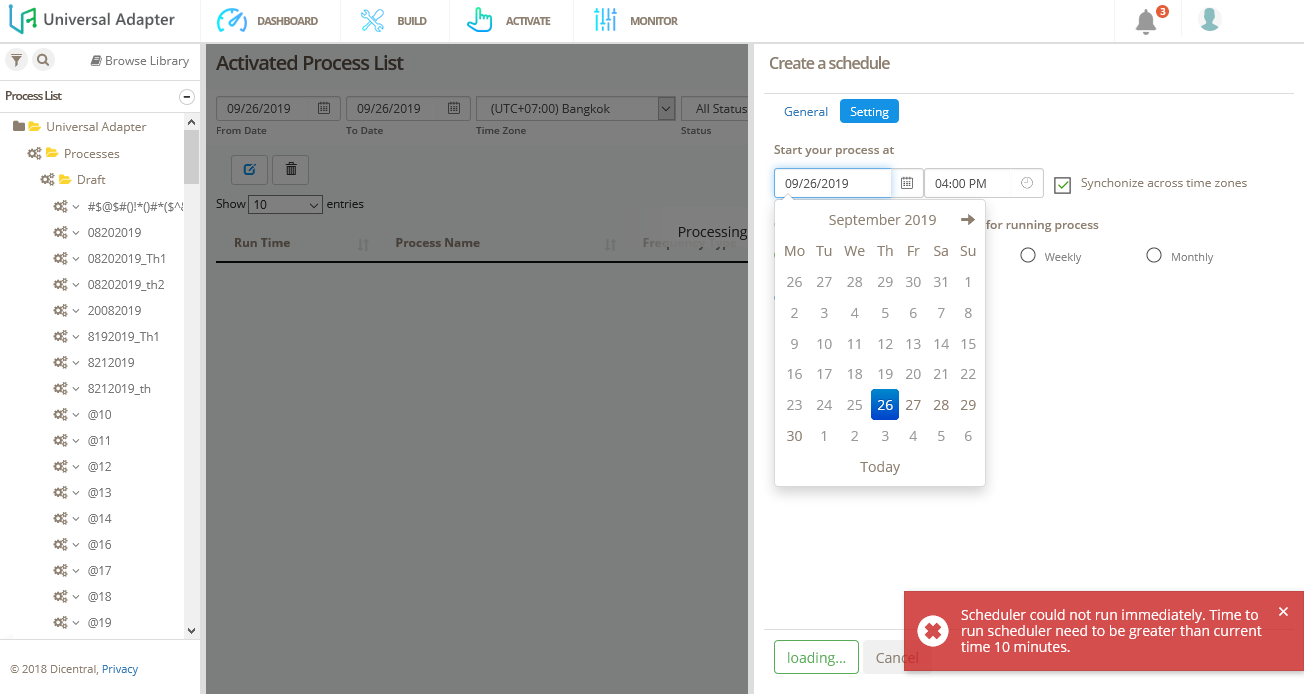 Universal Adapter
DASHBOARD
BUILD
ACTIVATE
MONITOR
3
Browse Library
Process List
Universal Adapter
Processes
Draft
#$@$#()!*()#*($^&
08202019
08202019_Th1
08202019_th2
20082019
8192019_Th1
8212019
8212019_th
@10
@11
@12
@13
@14
@16
@17
@18
@19
© 2018 Dicentral, Privacy
Activated Process List
09/26/2019
09/26/2019
(UTC+07:00) Bangkok
All Status
From Date
To Date
Time Zone
Status
Show 10 entries
Processing
Run Time
Process Name
Frequency Type
Create a schedule
General
Setting
Start your process at
09/26/2019
04:00 PM
Synchonize across time zones
for running process
Weekly
Monthly
September 2019
Mo Tu We Th Fr Sa Su
26 27 28 29 30 31 1
2 3 4 5 6 7 8
9 10 11 12 13 14 15
16 17 18 19 20 21 22
23 24 25 26 27 28 29
30 1 2 3 4 5 6
Today
loading...
Cancel
Scheduler could not run immediately. Time to
run scheduler need to be greater than current
time 10 minutes.